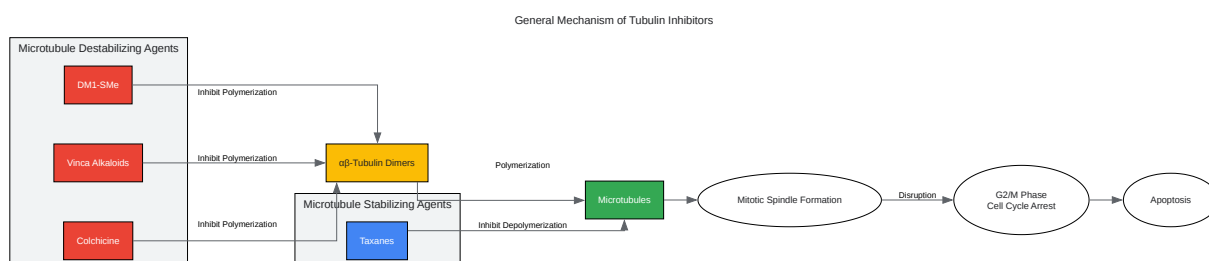 General Mechanism of Tubulin Inhibitors
Microtubule Destabilizing Agents
DM1-SMe
Inhibit Polymerization
Vinca Alkaloids
Inhibit Polymerization
αβ-Tubulin Dimers
Polymerization
Colchicine
Inhibit Polymerization
Microtubule Stabilizing Agents
Taxanes
Inhibit Depolymerization
Microtubules
Mitotic Spindle Formation
Disruption
G2/M Phase
Cell Cycle Arrest
Apoptosis